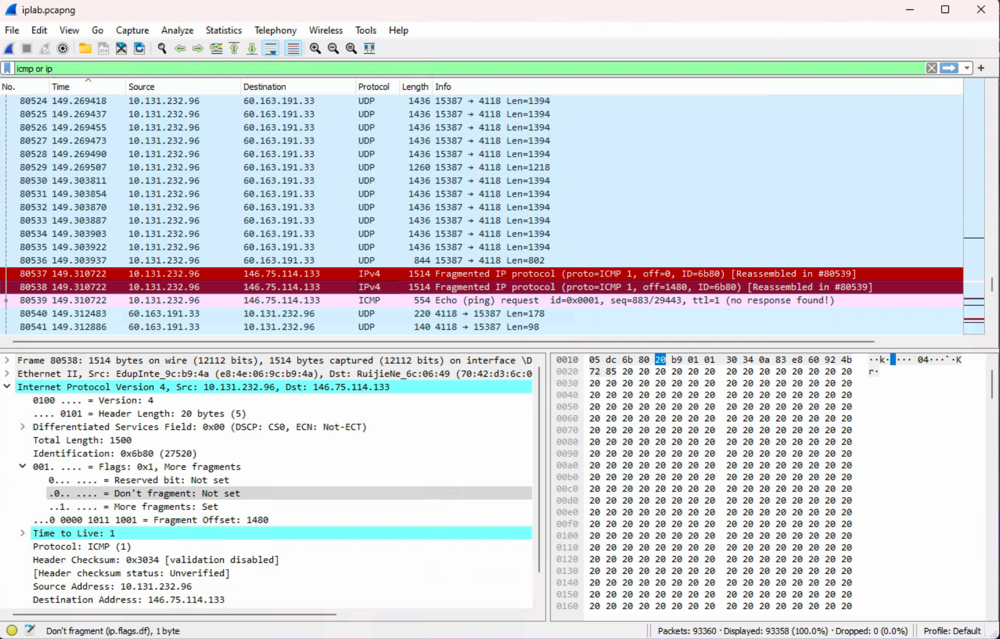 iplab.pcapng
File Edit View Go Capture Analyze Statistics Telephony Wireless Tools Help
icmp or ip
No. Time Source Destination Protocol Length Info
80524 149.269418 10.131.232.96 60.163.191.33 UDP 1436 15387 → 4118 Len=1394
80525 149.269437 10.131.232.96 60.163.191.33 UDP 1436 15387 → 4118 Len=1394
80526 149.269455 10.131.232.96 60.163.191.33 UDP 1436 15387 → 4118 Len=1394
80527 149.269473 10.131.232.96 60.163.191.33 UDP 1436 15387 → 4118 Len=1394
80528 149.269490 10.131.232.96 60.163.191.33 UDP 1436 15387 → 4118 Len=1394
80529 149.269507 10.131.232.96 60.163.191.33 UDP 1260 15387 → 4118 Len=1218
80530 149.303811 10.131.232.96 60.163.191.33 UDP 1436 15387 → 4118 Len=1394
80531 149.303854 10.131.232.96 60.163.191.33 UDP 1436 15387 → 4118 Len=1394
80532 149.303870 10.131.232.96 60.163.191.33 UDP 1436 15387 → 4118 Len=1394
80533 149.303887 10.131.232.96 60.163.191.33 UDP 1436 15387 → 4118 Len=1394
80534 149.303903 10.131.232.96 60.163.191.33 UDP 1436 15387 → 4118 Len=1394
80535 149.303922 10.131.232.96 60.163.191.33 UDP 1436 15387 → 4118 Len=1394
80536 149.303937 10.131.232.96 60.163.191.33 UDP 844 15387 → 4118 Len=802
80537 149.310722 10.131.232.96 146.75.114.133 IPv4 1514 Fragmented IP protocol (proto=ICMP 1, off=0, ID=6b80) [Reassembled in #80539]
80538 149.310722 10.131.232.96 146.75.114.133 IPv4 1514 Fragmented IP protocol (proto=ICMP 1, off=1480, ID=6b80) [Reassembled in #80539]
80539 149.310722 10.131.232.96 146.75.114.133 ICMP 554 Echo (ping) request id=0x0001, seq=883/29443, ttl=1 (no response found!)
80540 149.312483 60.163.191.33 10.131.232.96 UDP 220 4118 → 15387 Len=178
80541 149.312886 60.163.191.33 10.131.232.96 UDP 140 4118 → 15387 Len=98
Frame 80538: 1514 bytes on wire (12112 bits), 1514 bytes captured (12112 bits) on interface \D
Ethernet II, Src: EdupInte_9c:b9:4a (e8:4e:06:9c:b9:4a), Dst: RuijieNe_6c:06:49 (70:42:d3:6c:0
Internet Protocol Version 4, Src: 10.131.232.96, Dst: 146.75.114.133
0100 .... = Version: 4
.... 0101 = Header Length: 20 bytes (5)
Differentiated Services Field: 0x00 (DSCP: CS0, ECN: Not-ECT)
Total Length: 1500
Identification: 0x6b80 (27520)
001. .... = Flags: 0x1, More fragments
0... .... = Reserved bit: Not set
.0.. .... = Don't fragment: Not set
..1. .... = More fragments: Set
...0 0000 1011 1001 = Fragment Offset: 1480
Time to Live: 1
Protocol: ICMP (1)
Header Checksum: 0x3034 [validation disabled]
[Header checksum status: Unverified]
Source Address: 10.131.232.96
Destination Address: 146.75.114.133
0010 05 dc 6b 80 20 b9 01 01 30 34 0a 83 e8 60 92 4b ··k· ··· 04···`·K
0020 72 85 20 20 20 20 20 20 20 20 20 20 20 20 20 20 r·
0030 20 20 20 20 20 20 20 20 20 20 20 20 20 20 20 20
0040 20 20 20 20 20 20 20 20 20 20 20 20 20 20 20 20
0050 20 20 20 20 20 20 20 20 20 20 20 20 20 20 20 20
0060 20 20 20 20 20 20 20 20 20 20 20 20 20 20 20 20
0070 20 20 20 20 20 20 20 20 20 20 20 20 20 20 20 20
0080 20 20 20 20 20 20 20 20 20 20 20 20 20 20 20 20
0090 20 20 20 20 20 20 20 20 20 20 20 20 20 20 20 20
00a0 20 20 20 20 20 20 20 20 20 20 20 20 20 20 20 20
00b0 20 20 20 20 20 20 20 20 20 20 20 20 20 20 20 20
00c0 20 20 20 20 20 20 20 20 20 20 20 20 20 20 20 20
00d0 20 20 20 20 20 20 20 20 20 20 20 20 20 20 20 20
00e0 20 20 20 20 20 20 20 20 20 20 20 20 20 20 20 20
00f0 20 20 20 20 20 20 20 20 20 20 20 20 20 20 20 20
0100 20 20 20 20 20 20 20 20 20 20 20 20 20 20 20 20
0110 20 20 20 20 20 20 20 20 20 20 20 20 20 20 20 20
0120 20 20 20 20 20 20 20 20 20 20 20 20 20 20 20 20
0130 20 20 20 20 20 20 20 20 20 20 20 20 20 20 20 20
0140 20 20 20 20 20 20 20 20 20 20 20 20 20 20 20 20
0150 20 20 20 20 20 20 20 20 20 20 20 20 20 20 20 20
0160 20 20 20 20 20 20 20 20 20 20 20 20 20 20 20 20
Don't fragment (ip.flags.df), 1 byte
Packets: 93360 · Displayed: 93358 (100.0%) · Dropped: 0 (0.0%)
Profile: Default